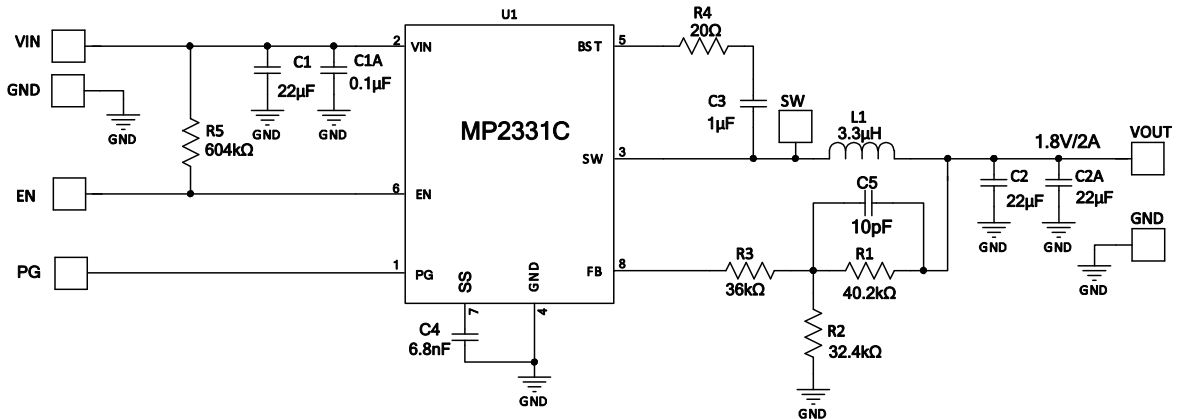 U1
VIN
2
VIN
C1
22µF
GND
C1A
0.1µF
GND
GND
GND
R5
604kΩ
EN
6
EN
PG
1
PG
MP2331C
BST
5
R4
20Ω
C3
1µF
SW
SW
3
L1
3.3µH
1.8V/2A
VOUT
C2
22µF
GND
C2A
22µF
GND
GND
GND
C5
10pF
FB
8
R3
36kΩ
R1
40.2kΩ
R2
32.4kΩ
GND
SS
7
GND
4
C4
6.8nF
GND